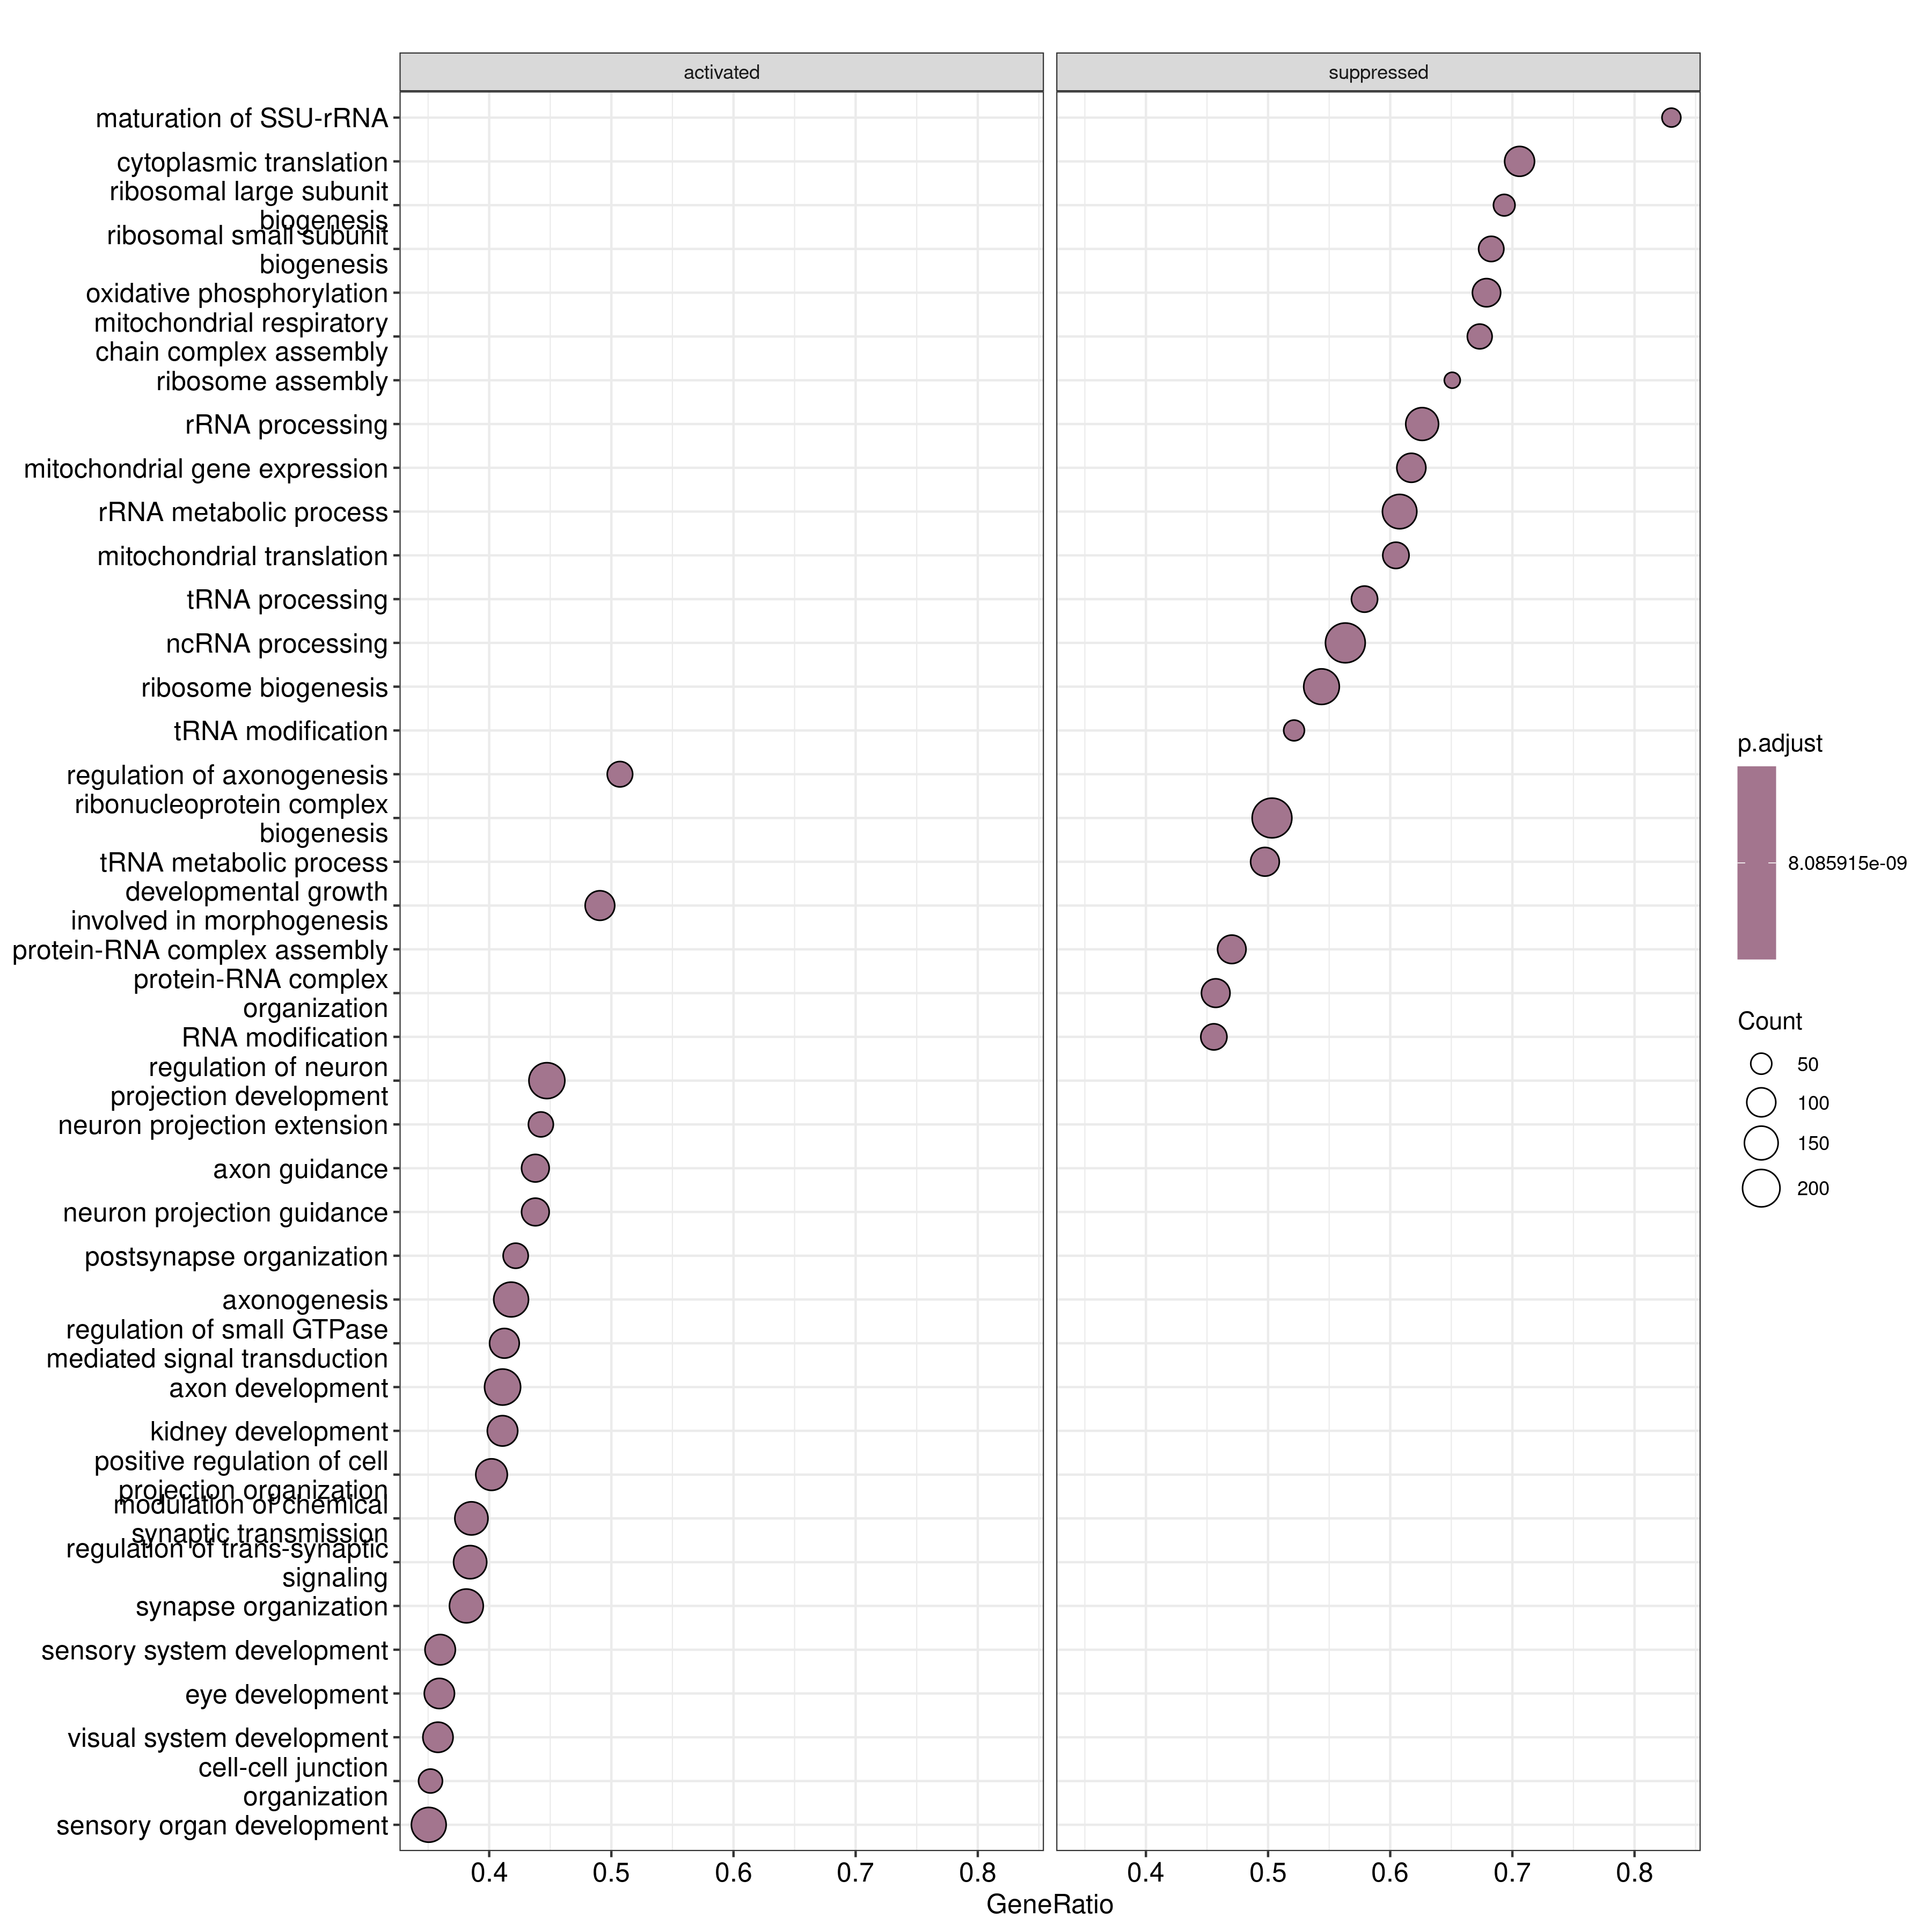 activated
suppressed
maturation of SSU-rRNA
cytoplasmic translation
ribosomal large subunit
biogenesis
ribosomal small subunit
biogenesis
oxidative phosphorylation
mitochondrial respiratory
chain complex assembly
ribosome assembly
rRNA processing
mitochondrial gene expression
rRNA metabolic process
mitochondrial translation
tRNA processing
ncRNA processing
ribosome biogenesis
tRNA modification
regulation of axonogenesis
ribonucleoprotein complex
biogenesis
tRNA metabolic process
developmental growth
involved in morphogenesis
protein-RNA complex assembly
protein-RNA complex
organization
RNA modification
regulation of neuron
projection development
neuron projection extension
axon guidance
neuron projection guidance
postsynapse organization
axonogenesis
regulation of small GTPase
mediated signal transduction
axon development
kidney development
positive regulation of cell
projection organization
modulation of chemical
synaptic transmission
regulation of trans-synaptic
signaling
synapse organization
sensory system development
eye development
visual system development
cell-cell junction
organization
sensory organ development
0.4 0.5 0.6 0.7 0.8
0.4 0.5 0.6 0.7 0.8
GeneRatio
p.adjust
8.085915e-09
Count
50
100
150
200